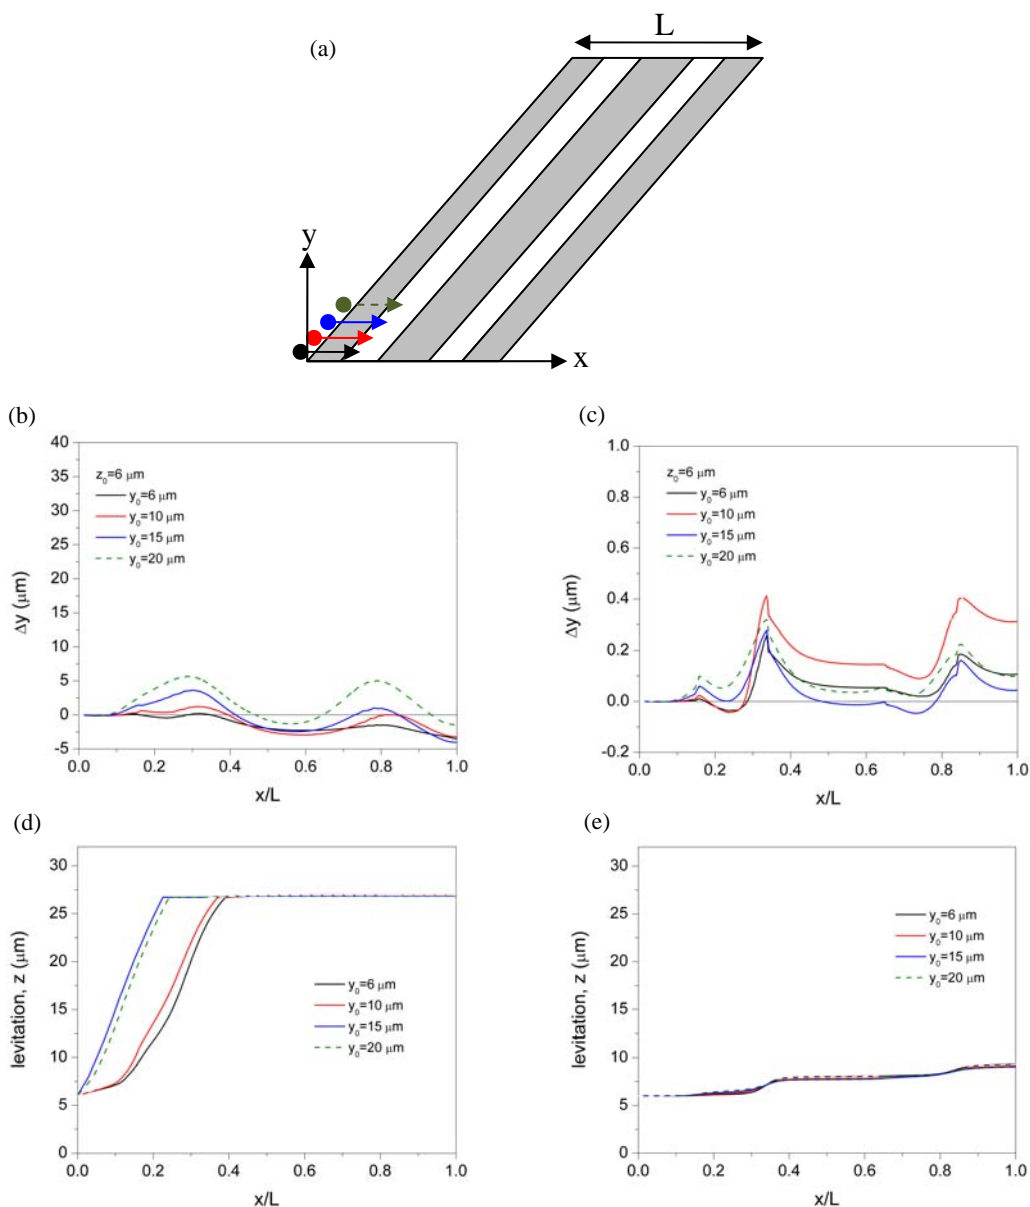 (a)
L
y
x
(b)
40
35
30
25
20
15
10
5
0
-5
z₀=6 μm
y₀=6 μm
y₀=10 μm
y₀=15 μm
y₀=20 μm
Δy (μm)
0.0 0.2 0.4 0.6 0.8 1.0
x/L
(c)
1.0
0.8
0.6
0.4
0.2
0.0
-0.2
z₀=6 μm
y₀=6 μm
y₀=10 μm
y₀=15 μm
y₀=20 μm
Δy (μm)
0.0 0.2 0.4 0.6 0.8 1.0
x/L
(d)
30
25
20
15
10
5
0
levitation, z (μm)
y₀=6 μm
y₀=10 μm
y₀=15 μm
y₀=20 μm
0.0 0.2 0.4 0.6 0.8 1.0
x/L
(e)
30
25
20
15
10
5
0
levitation, z (μm)
y₀=6 μm
y₀=10 μm
y₀=15 μm
y₀=20 μm
0.0 0.2 0.4 0.6 0.8 1.0
x/L